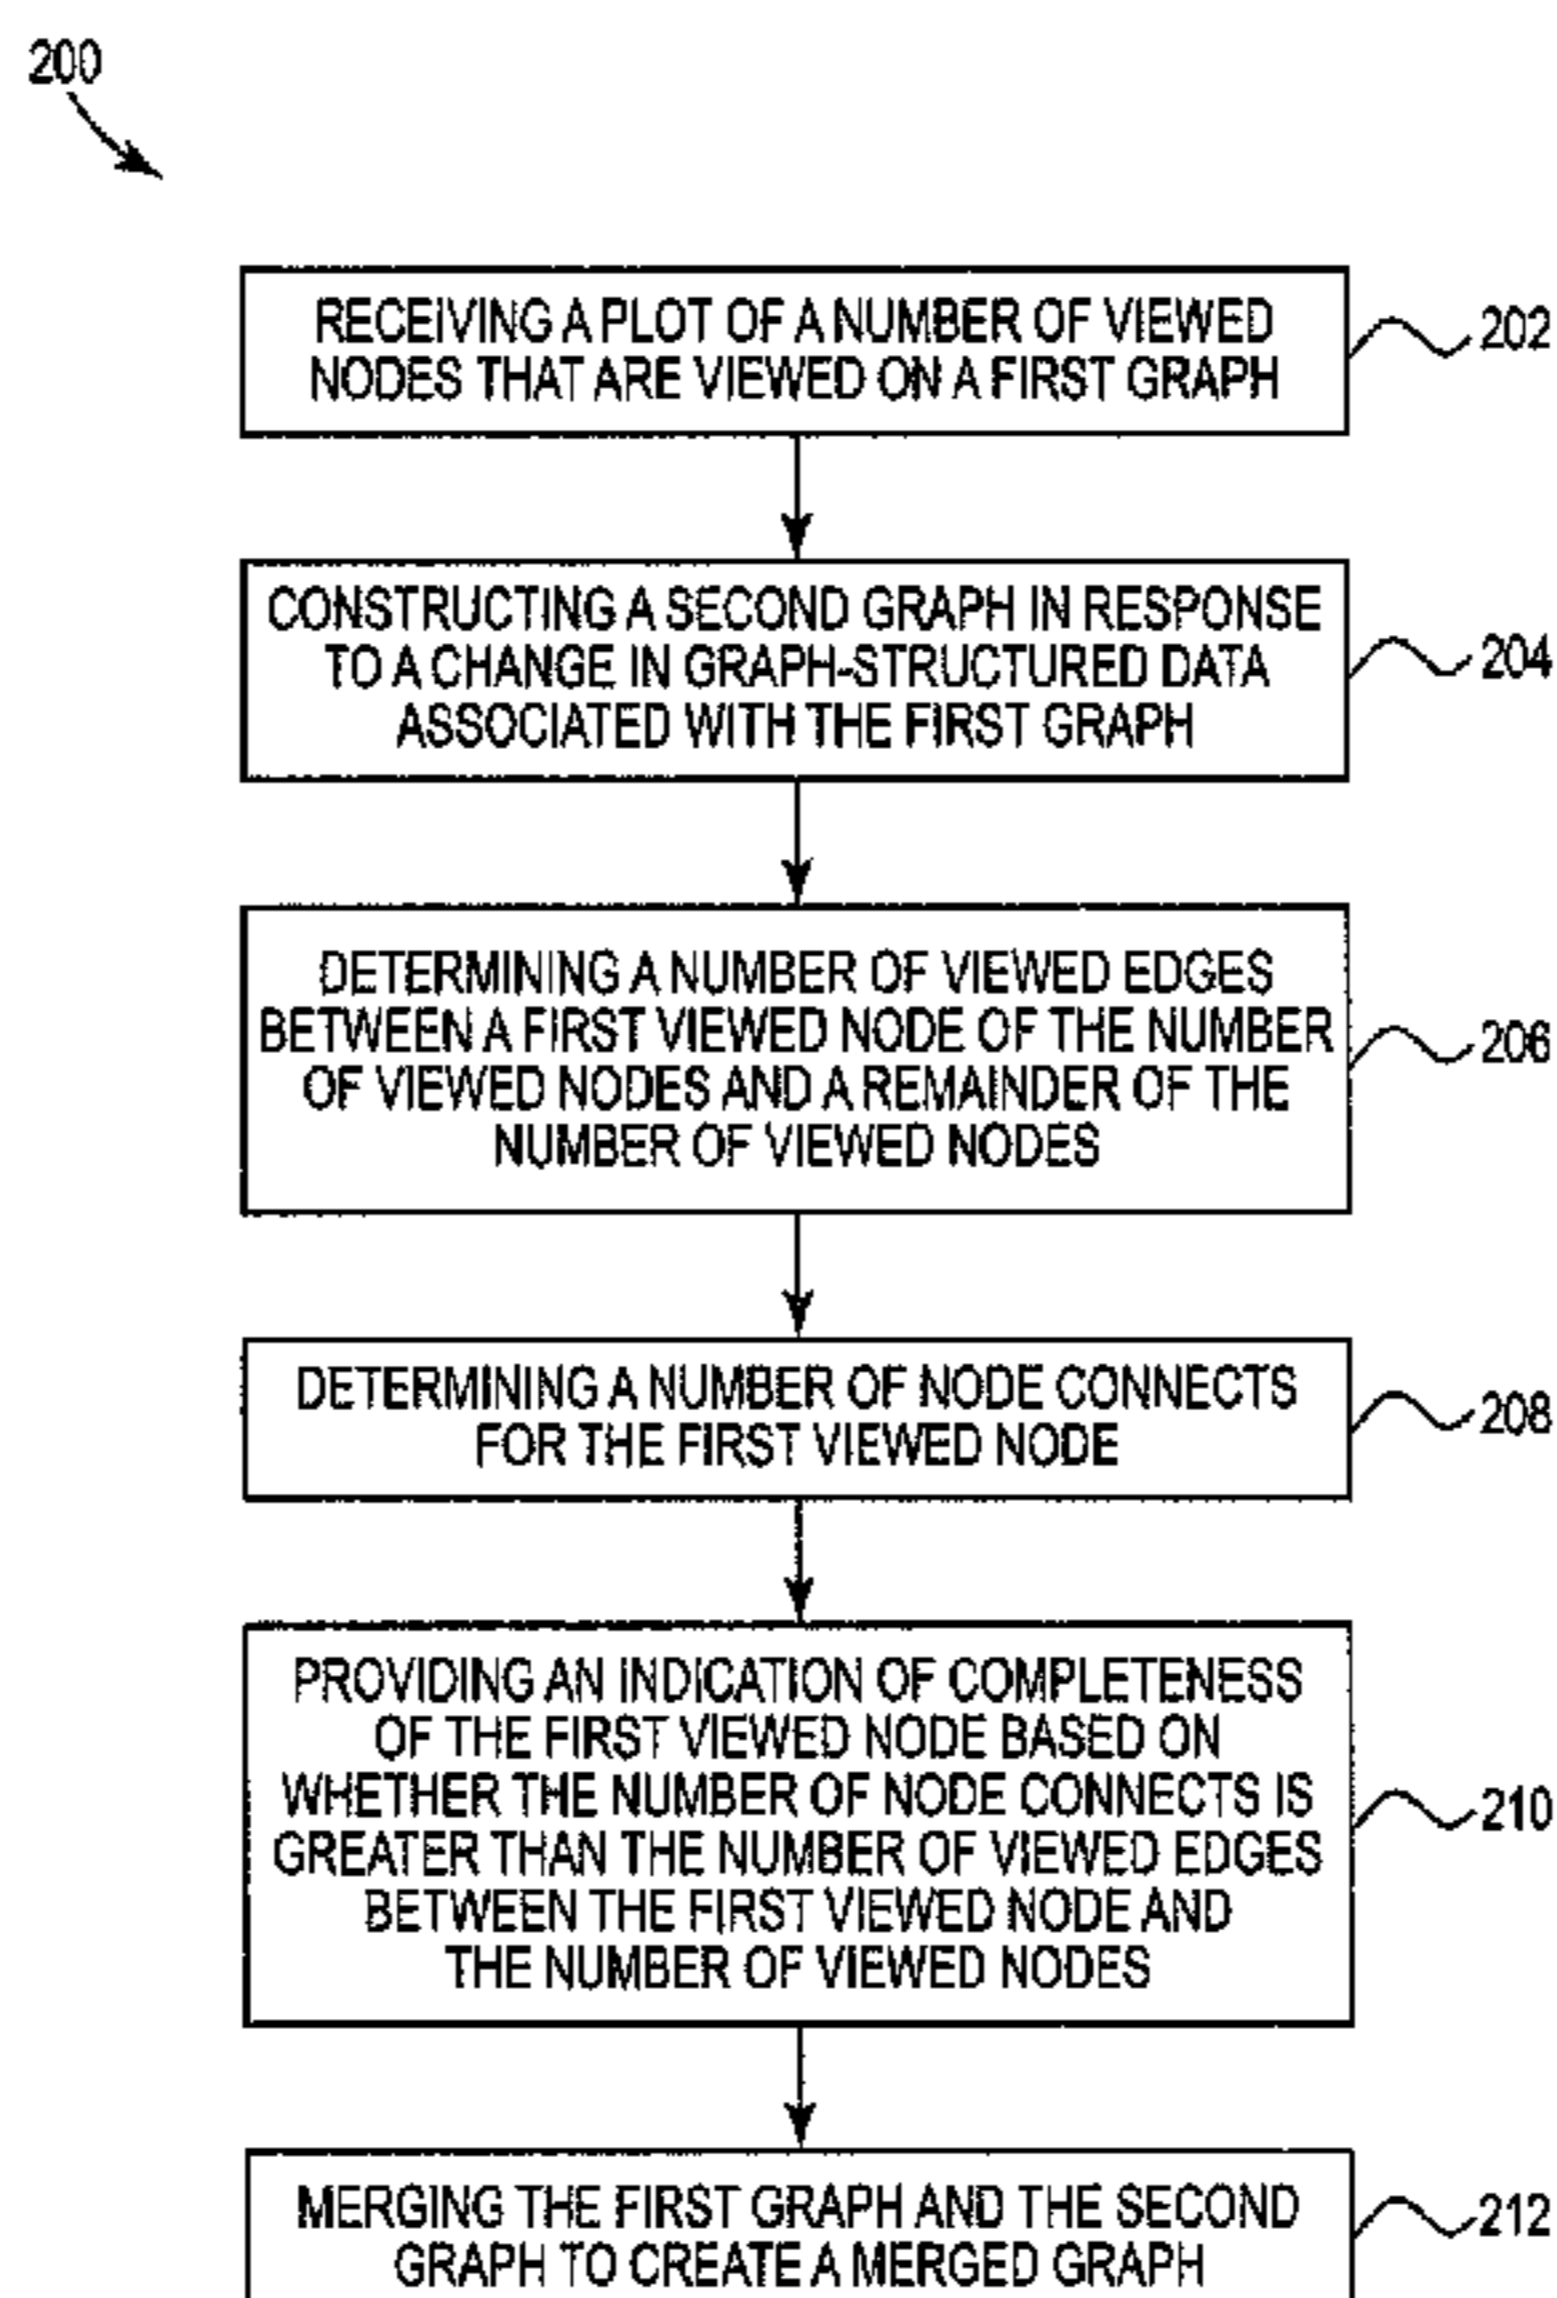 200
RECEIVING A PLOT OF A NUMBER OF VIEWED
NODES THAT ARE VIEWED ON A FIRST GRAPH
202
CONSTRUCTING A SECOND GRAPH IN RESPONSE
TO A CHANGE IN GRAPH-STRUCTURED DATA
ASSOCIATED WITH THE FIRST GRAPH
204
DETERMINING A NUMBER OF VIEWED EDGES
BETWEEN A FIRST VIEWED NODE OF THE NUMBER
OF VIEWED NODES AND A REMAINDER OF THE
NUMBER OF VIEWED NODES
206
DETERMINING A NUMBER OF NODE CONNECTS
FOR THE FIRST VIEWED NODE
208
PROVIDING AN INDICATION OF COMPLETENESS
OF THE FIRST VIEWED NODE BASED ON
WHETHER THE NUMBER OF NODE CONNECTS IS
GREATER THAN THE NUMBER OF VIEWED EDGES
BETWEEN THE FIRST VIEWED NODE AND
THE NUMBER OF VIEWED NODES
210
MERGING THE FIRST GRAPH AND THE SECOND
GRAPH TO CREATE A MERGED GRAPH
212